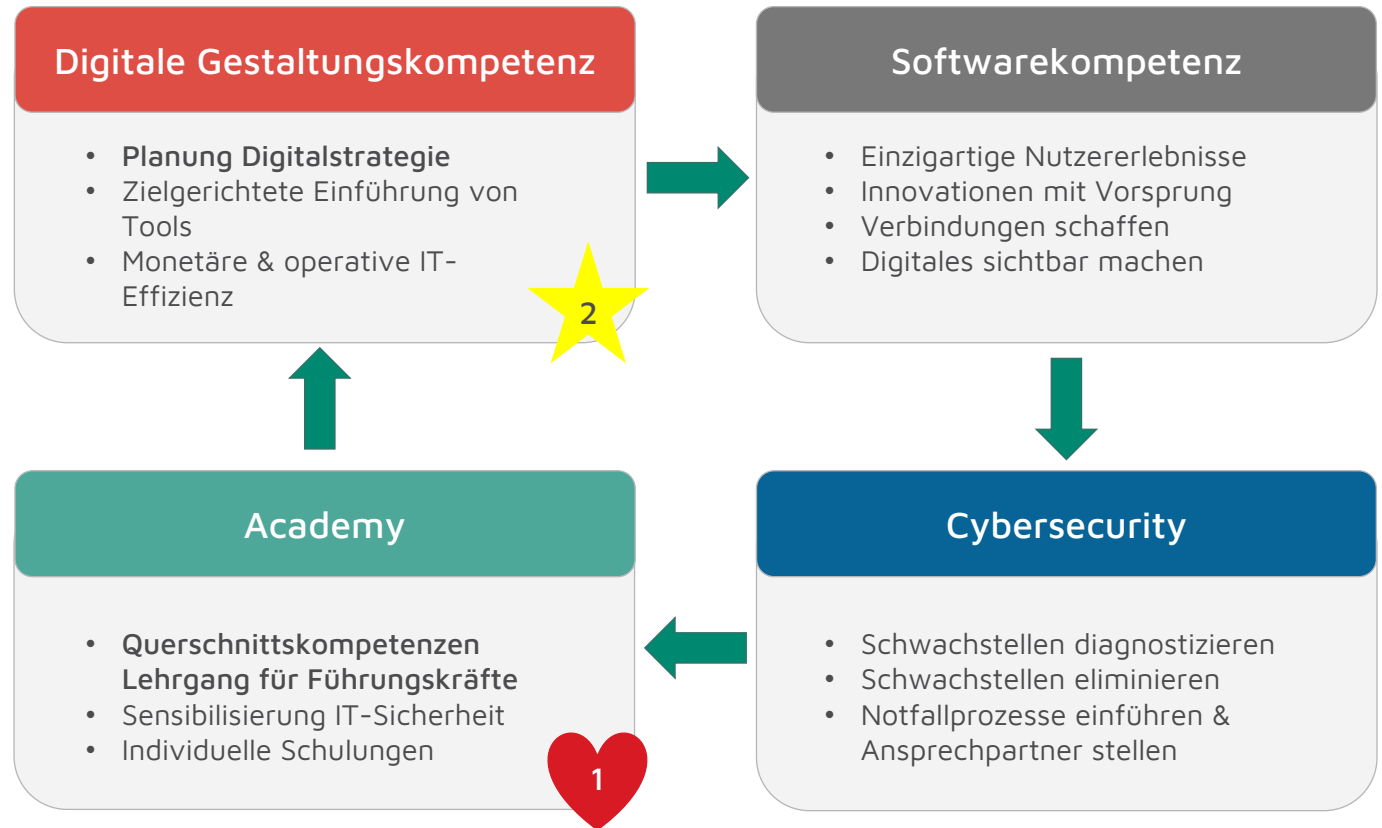 Digitale Gestaltungskompetenz
• Planung Digitalstrategie
• Zielgerichtete Einführung von
Tools
• Monetäre & operative IT-
Effizienz
2
Softwarekompetenz
• Einzigartige Nutzererlebnisse
• Innovationen mit Vorsprung
• Verbindungen schaffen
• Digitales sichtbar machen
Academy
• Querschnittskompetenzen
Lehrgang für Führungskräfte
• Sensibilisierung IT-Sicherheit
• Individuelle Schulungen
1
Cybersecurity
• Schwachstellen diagnostizieren
• Schwachstellen eliminieren
• Notfallprozesse einführen &
Ansprechpartner stellen